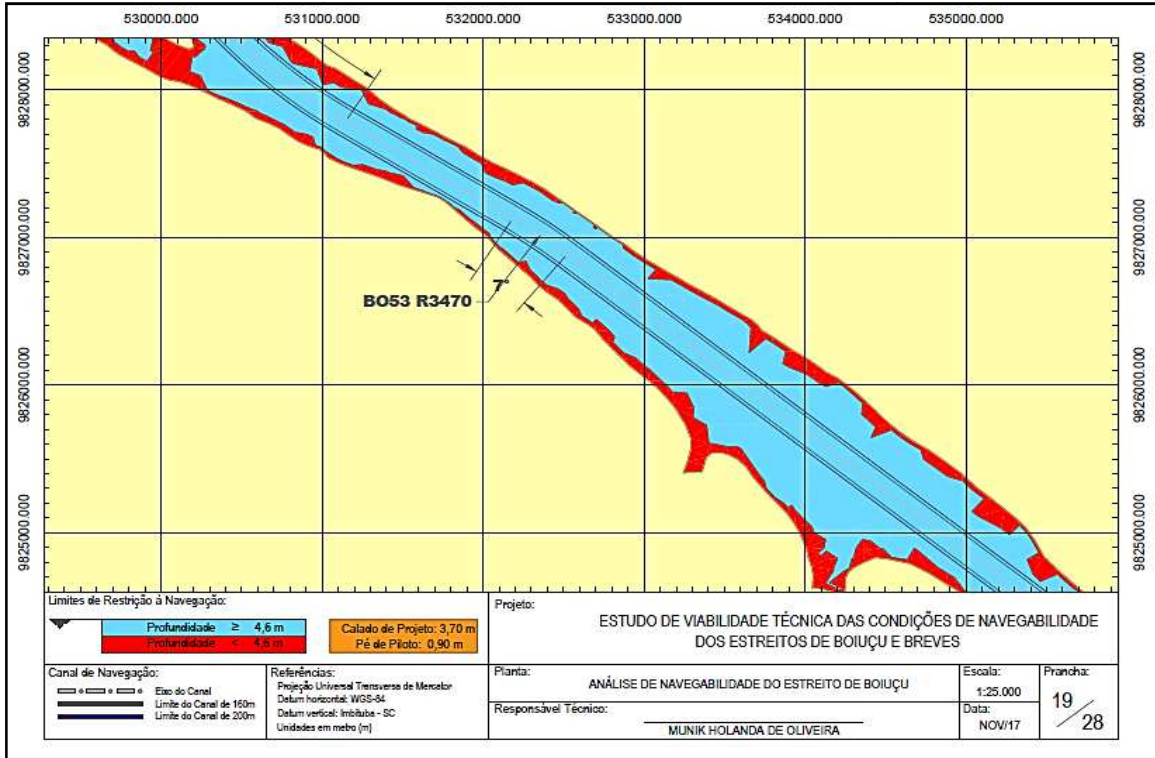 530000.000 531000.000 532000.000 533000.000 534000.000 535000.000
9828000.000 9828000.000
9827000.000 9827000.000
7°
BO53 R3470
9826000.000 9826000.000
9825000.000 9825000.000
Limites de Restrição à Navegação:
Profundidade ≥ 4,6 m
Profundidade < 4,6 m
Calado de Projeto: 3,70 m
Pé de Piloto: 0,90 m
Projeto:
ESTUDO DE VIABILIDADE TÉCNICA DAS CONDIÇÕES DE NAVEGABILIDADE
DOS ESTREITOS DE BOIUÇU E BREVES
Canal de Navegação:
Eixo do Canal
Limite do Canal de 160m
Limite do Canal de 200m
Referências:
Projeção Universal Transversa de Mercator
Datum horizontal: WGS-84
Datum vertical: Imbituba - SC
Unidades em metro (m)
Planta:
ANÁLISE DE NAVEGABILIDADE DO ESTREITO DE BOIUÇU
Responsável Técnico:
MUNIK HOLANDA DE OLIVEIRA
Escala:
1:25.000
Data:
NOV/17
Prancha:
19
28